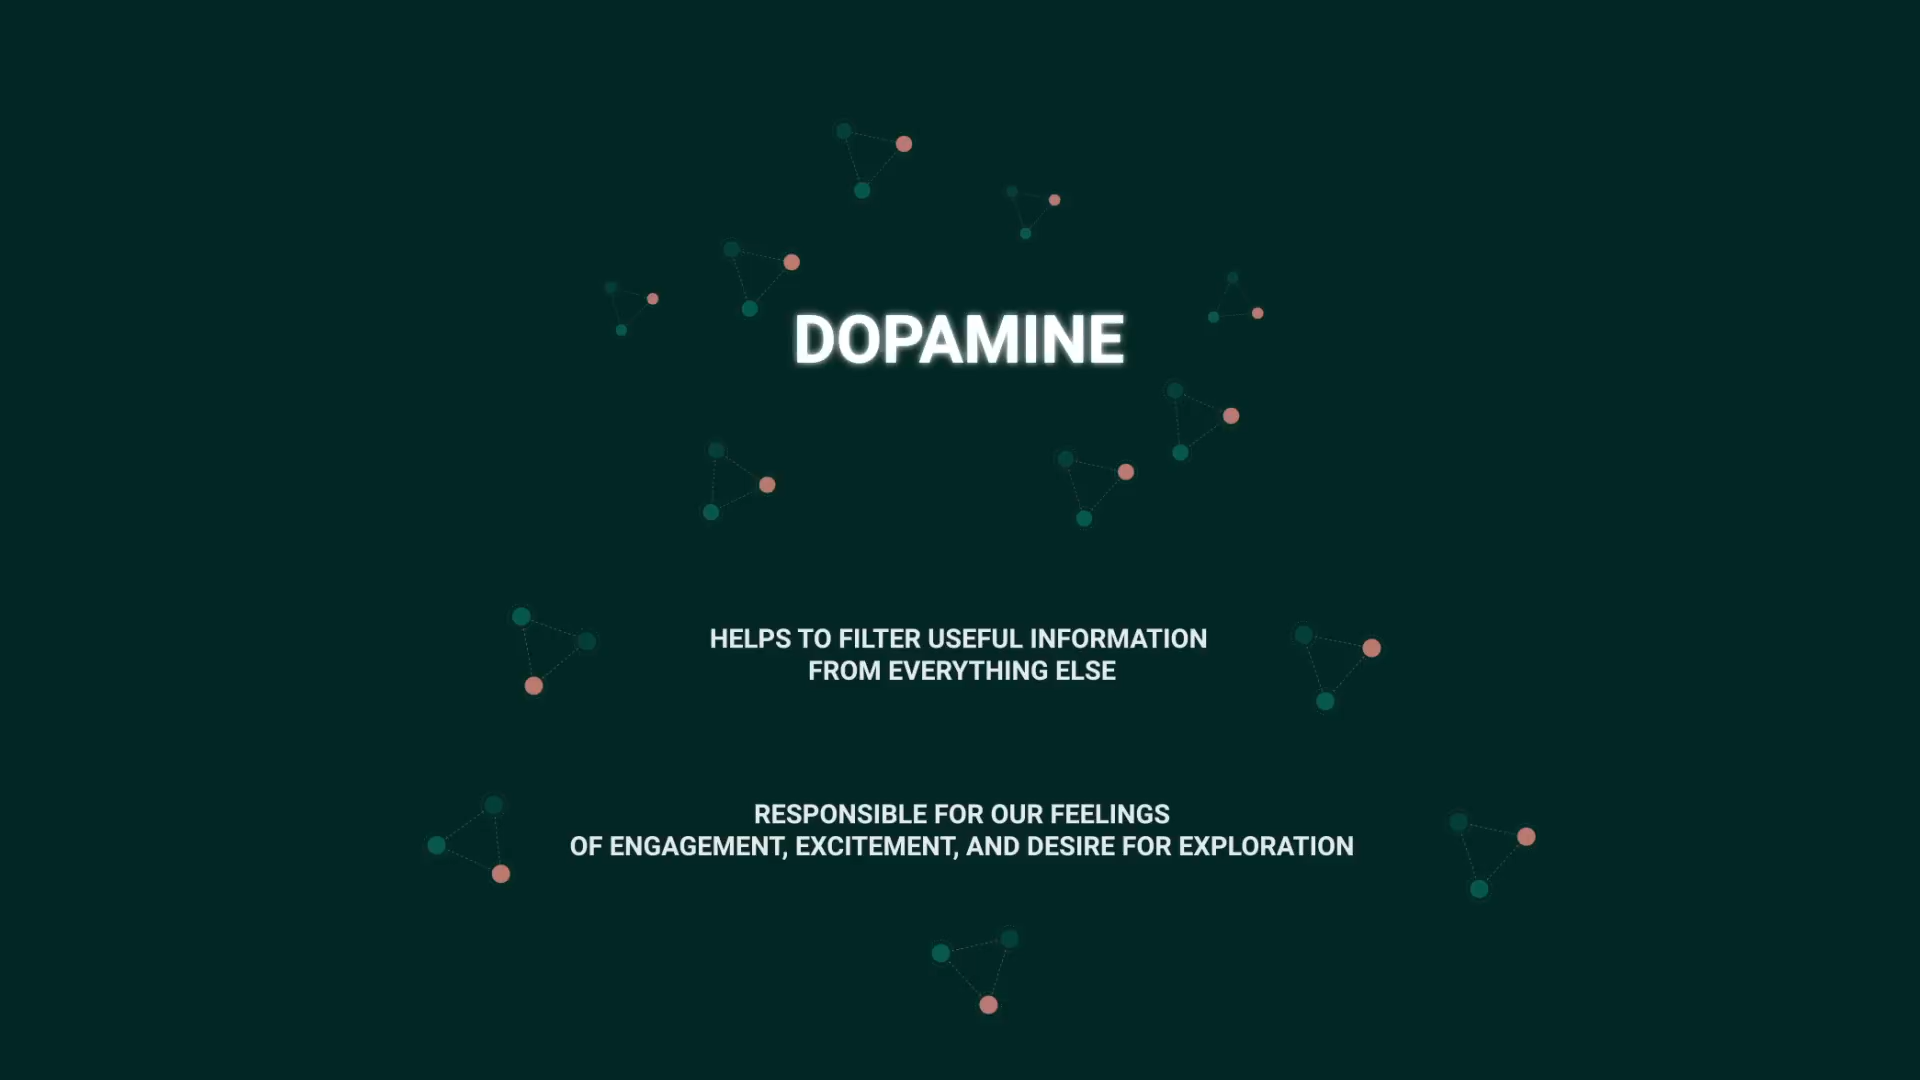 DOPAMINE
HELPS TO FILTER USEFUL INFORMATION
FROM EVERYTHING ELSE
RESPONSIBLE FOR OUR FEELINGS
OF ENGAGEMENT, EXCITEMENT, AND DESIRE FOR EXPLORATION